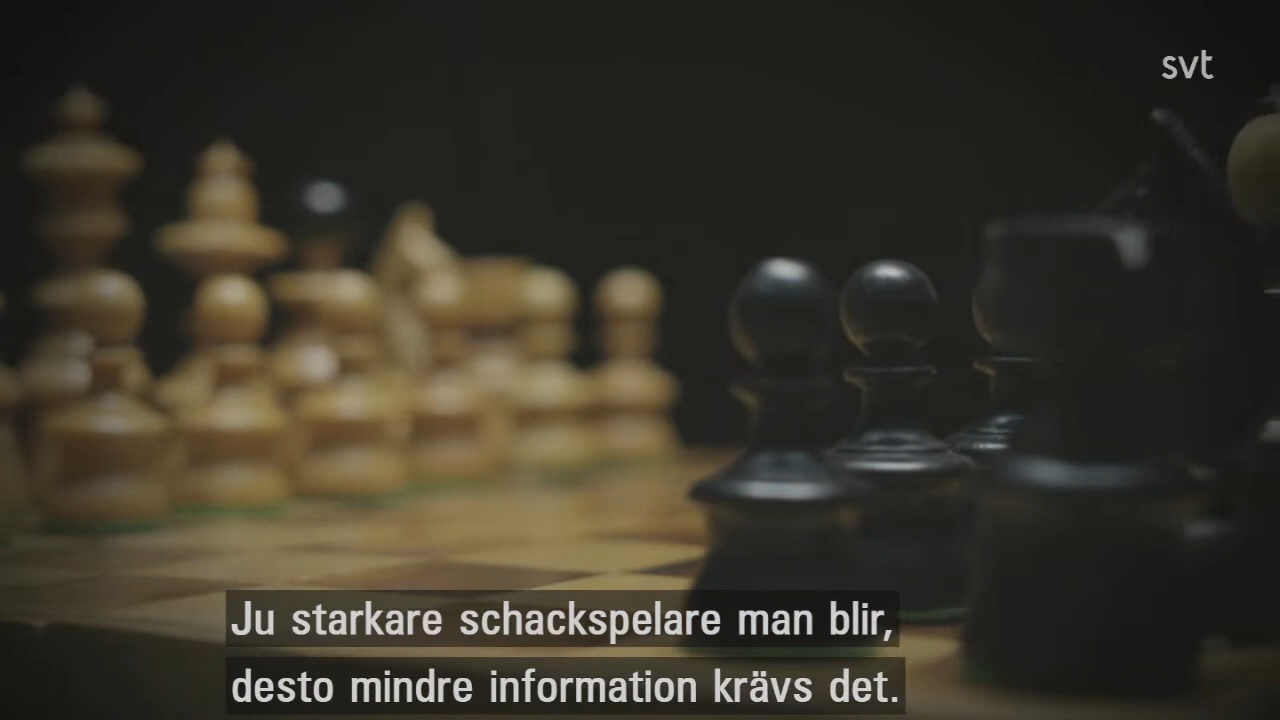 svt
Ju starkare schackspelare man blir,
desto mindre information krävs det.